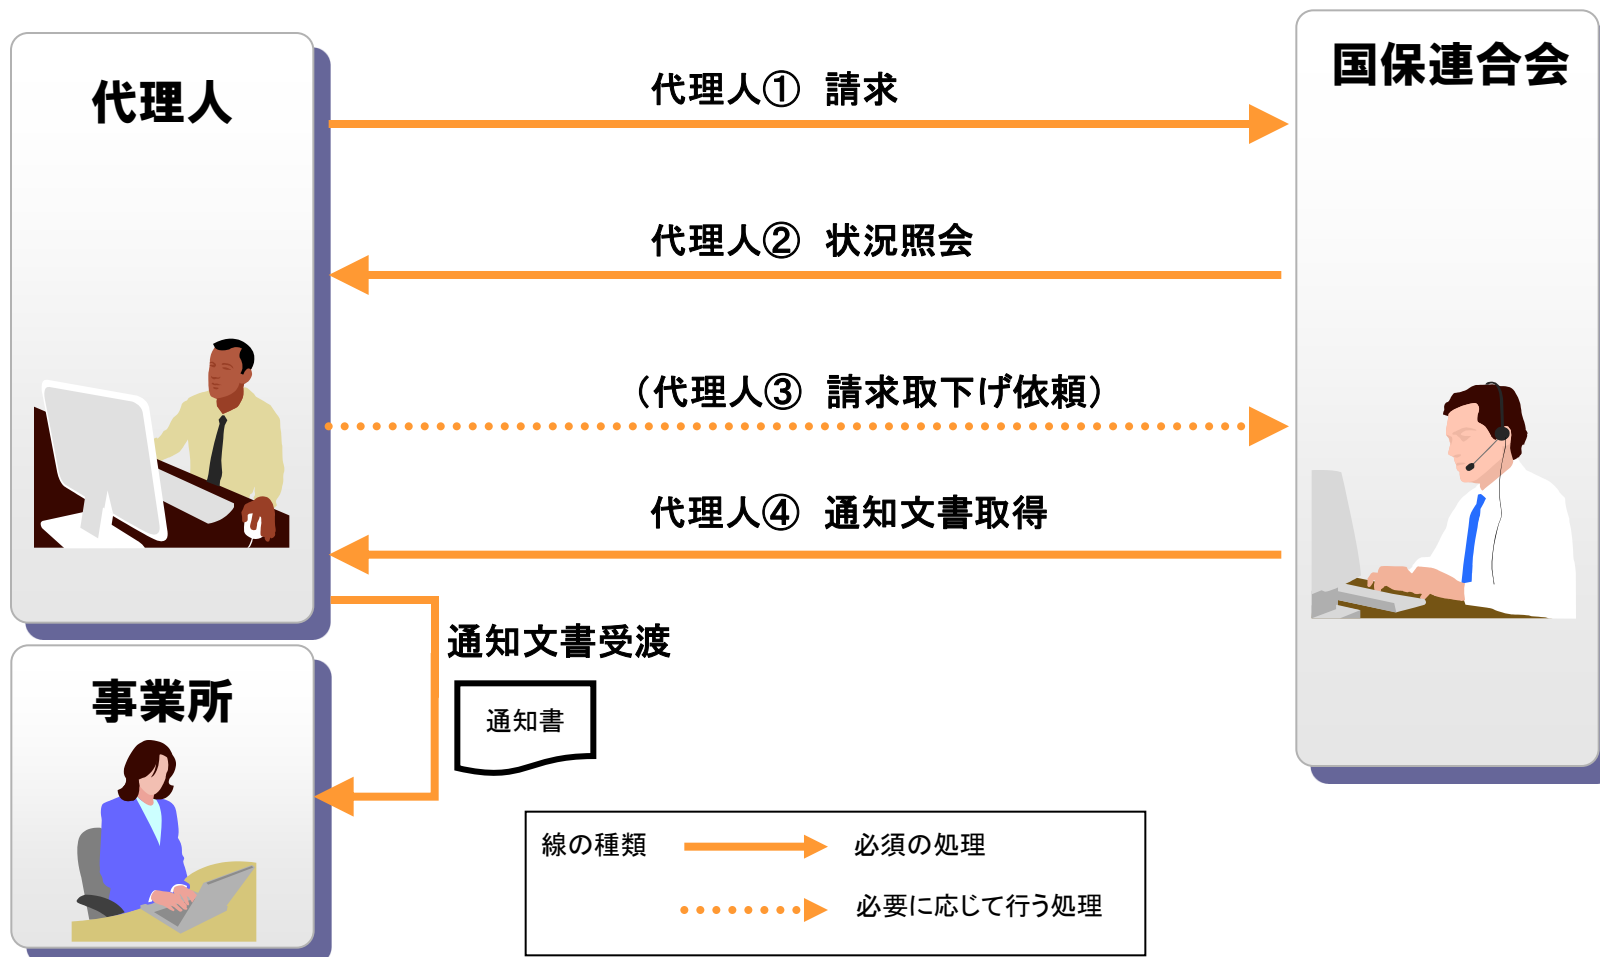 代理人
国保連合会
代理人① 請求
代理人② 状況照会
（代理人③ 請求取下げ依頼）
代理人④ 通知文書取得
通知文書受渡
通知書
事業所
線の種類
必須の処理
必要に応じて行う処理